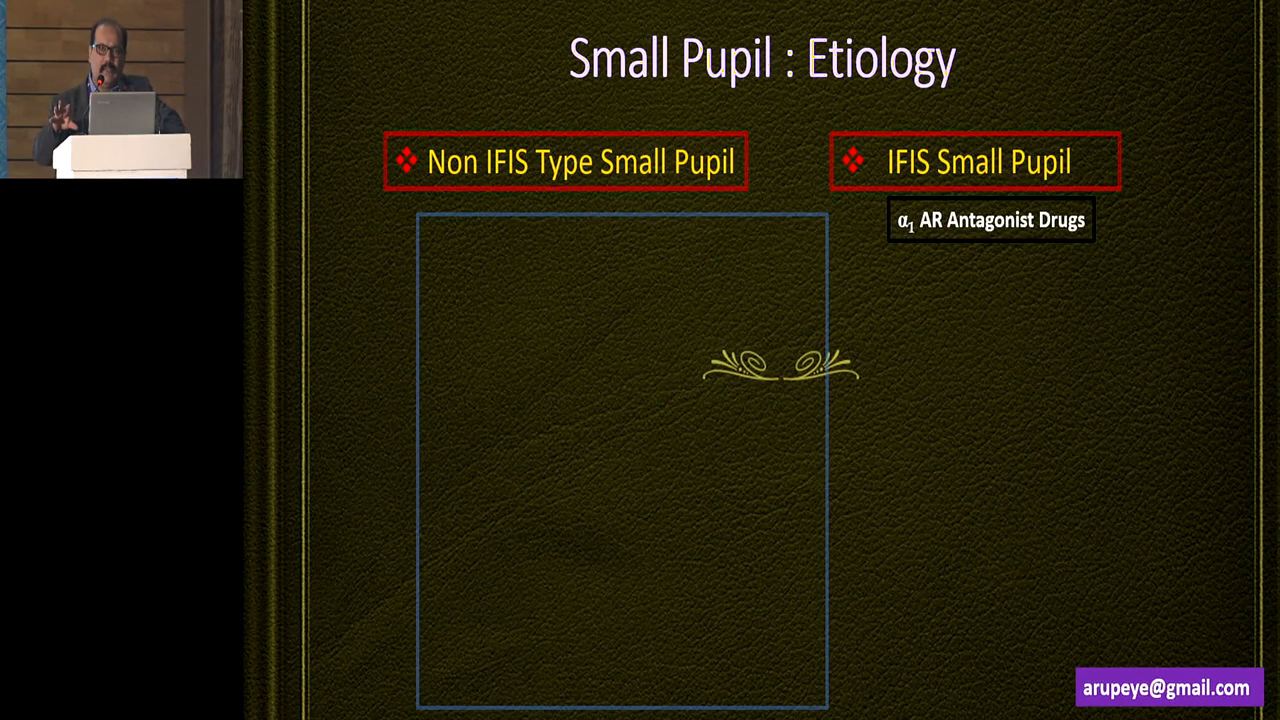 Small Pupil : Etiology
❖ Non IFIS Type Small Pupil
❖ IFIS Small Pupil
α₁ AR Antagonist Drugs
arupeye@gmail.com